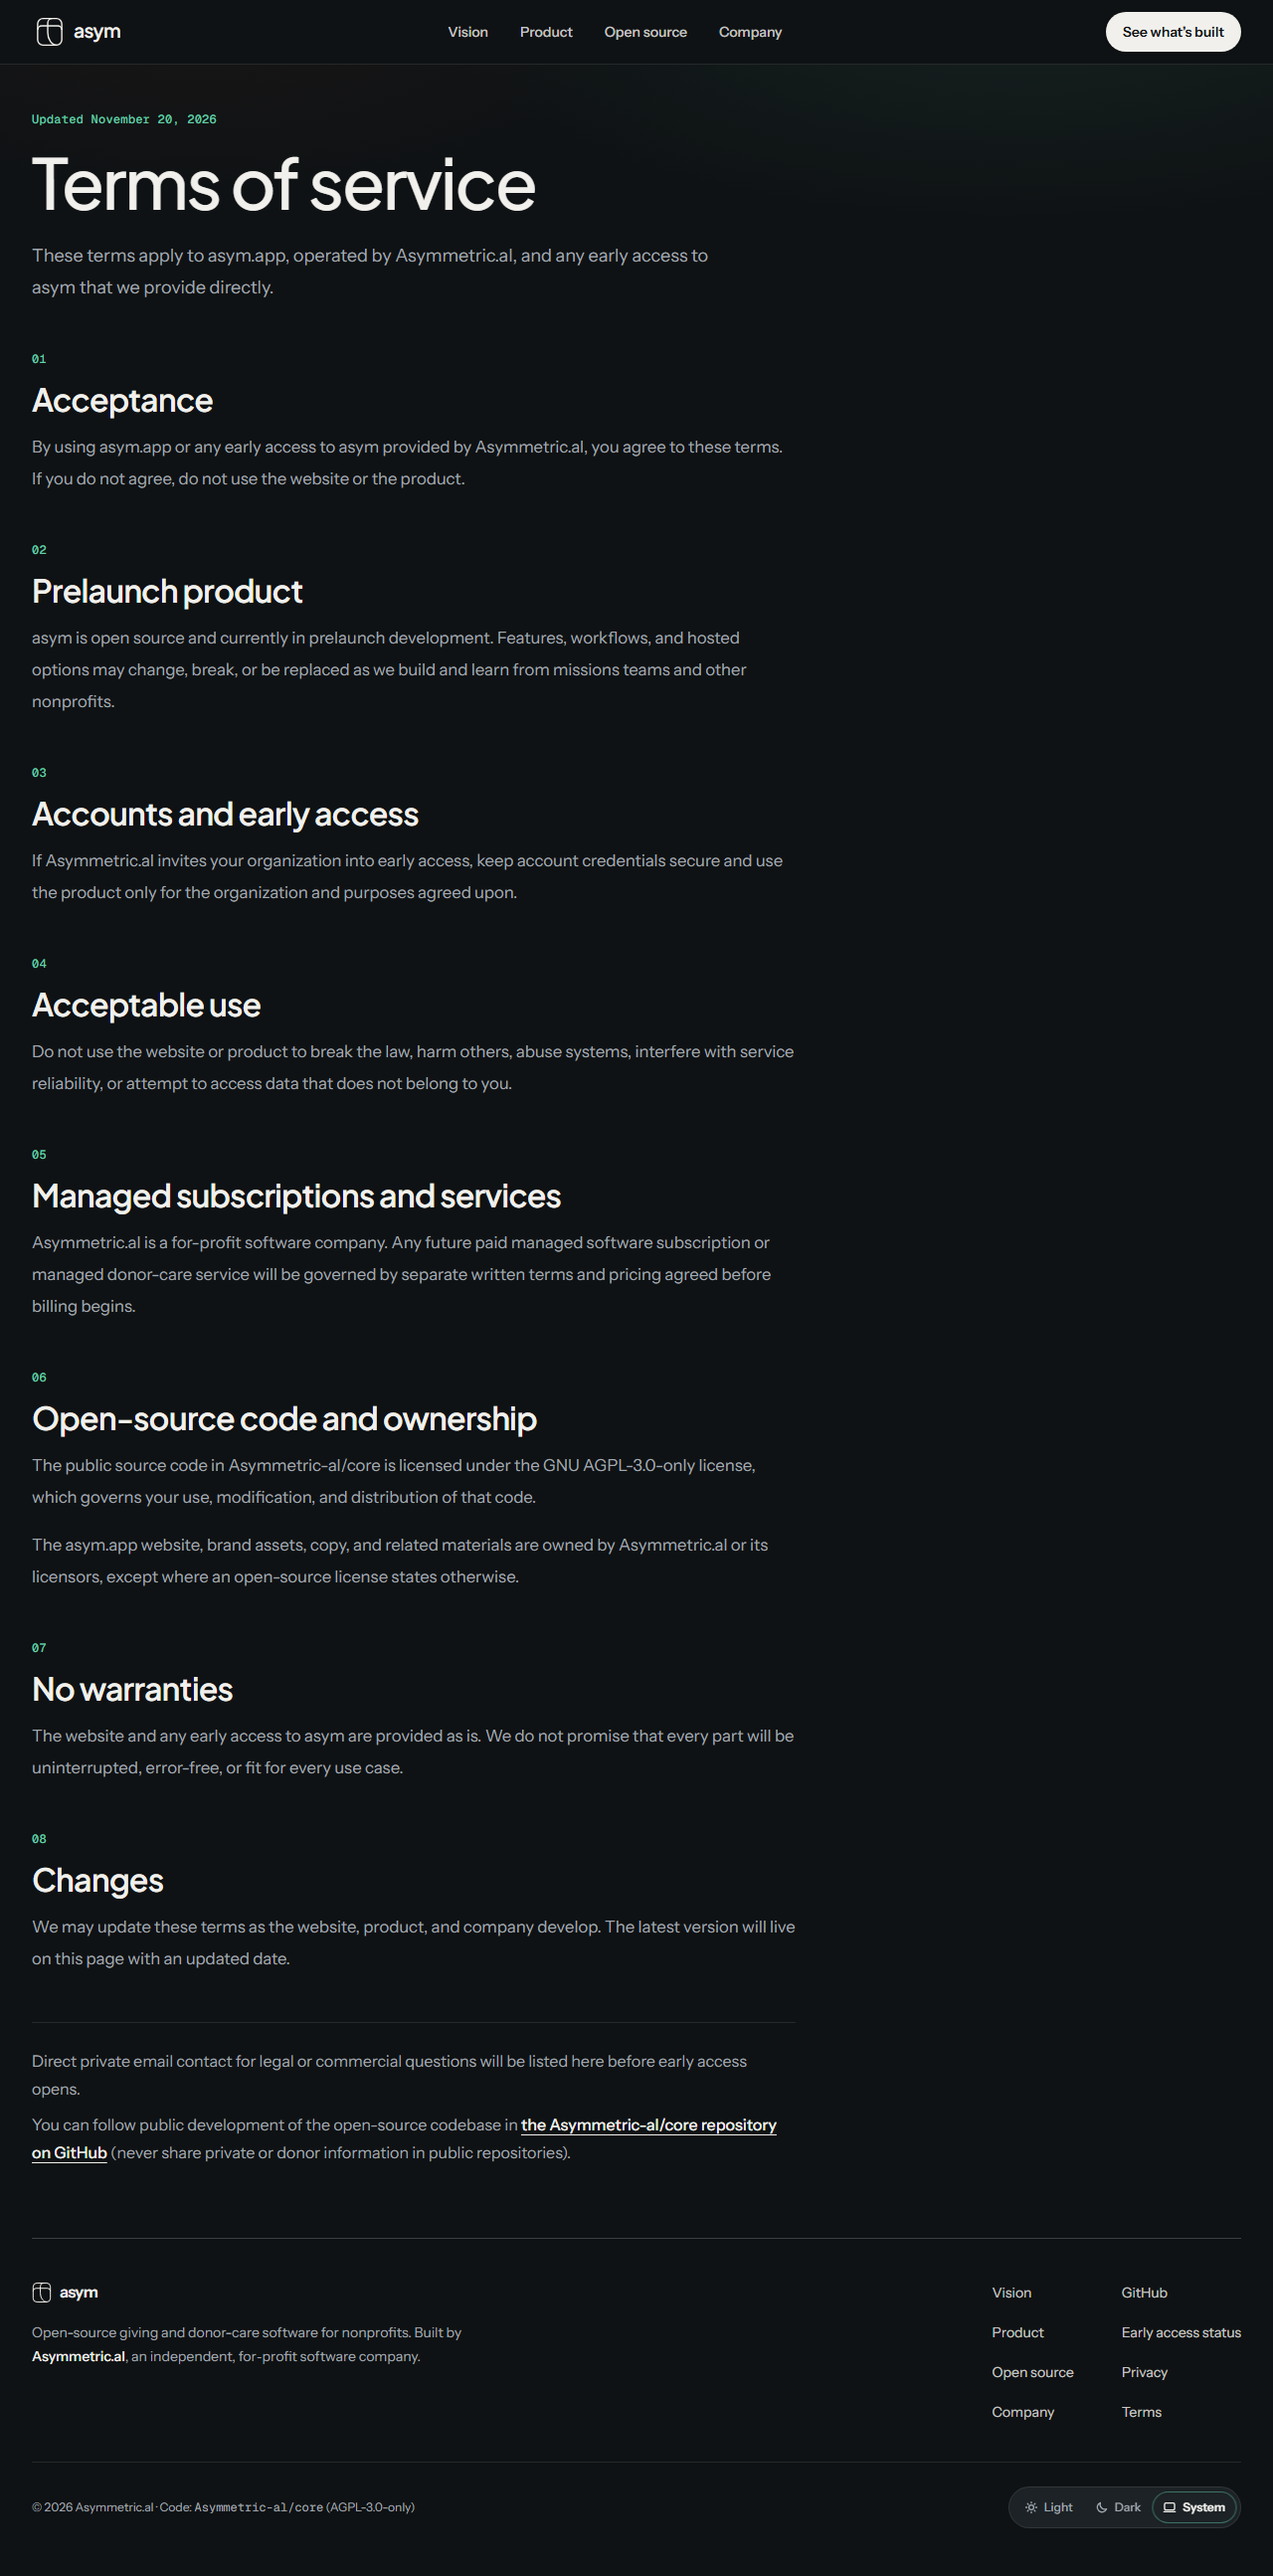 asym
Vision
Product
Open source
Company
See what's built
Updated November 20, 2026
Terms of service
These terms apply to asym.app, operated by Asymmetric.al, and any early access to
asym that we provide directly.
01
Acceptance
By using asym.app or any early access to asym provided by Asymmetric.al, you agree to these terms.
If you do not agree, do not use the website or the product.
02
Prelaunch product
asym is open source and currently in prelaunch development. Features, workflows, and hosted
options may change, break, or be replaced as we build and learn from missions teams and other
nonprofits.
03
Accounts and early access
If Asymmetric.al invites your organization into early access, keep account credentials secure and use
the product only for the organization and purposes agreed upon.
04
Acceptable use
Do not use the website or product to break the law, harm others, abuse systems, interfere with service
reliability, or attempt to access data that does not belong to you.
05
Managed subscriptions and services
Asymmetric.al is a for-profit software company. Any future paid managed software subscription or
managed donor-care service will be governed by separate written terms and pricing agreed before
billing begins.
06
Open-source code and ownership
The public source code in Asymmetric-al/core is licensed under the GNU AGPL-3.0-only license,
which governs your use, modification, and distribution of that code.
The asym.app website, brand assets, copy, and related materials are owned by Asymmetric.al or its
licensors, except where an open-source license states otherwise.
07
No warranties
The website and any early access to asym are provided as is. We do not promise that every part will be
uninterrupted, error-free, or fit for every use case.
08
Changes
We may update these terms as the website, product, and company develop. The latest version will live
on this page with an updated date.
Direct private email contact for legal or commercial questions will be listed here before early access
opens.
You can follow public development of the open-source codebase in the Asymmetric-al/core repository
on GitHub (never share private or donor information in public repositories).
asym
Open-source giving and donor-care software for nonprofits. Built by
Asymmetric.al, an independent, for-profit software company.
Vision
Product
Open source
Company
GitHub
Early access status
Privacy
Terms
© 2026 Asymmetric.al · Code: Asymmetric-al/core (AGPL-3.0-only)
Light
Dark
System